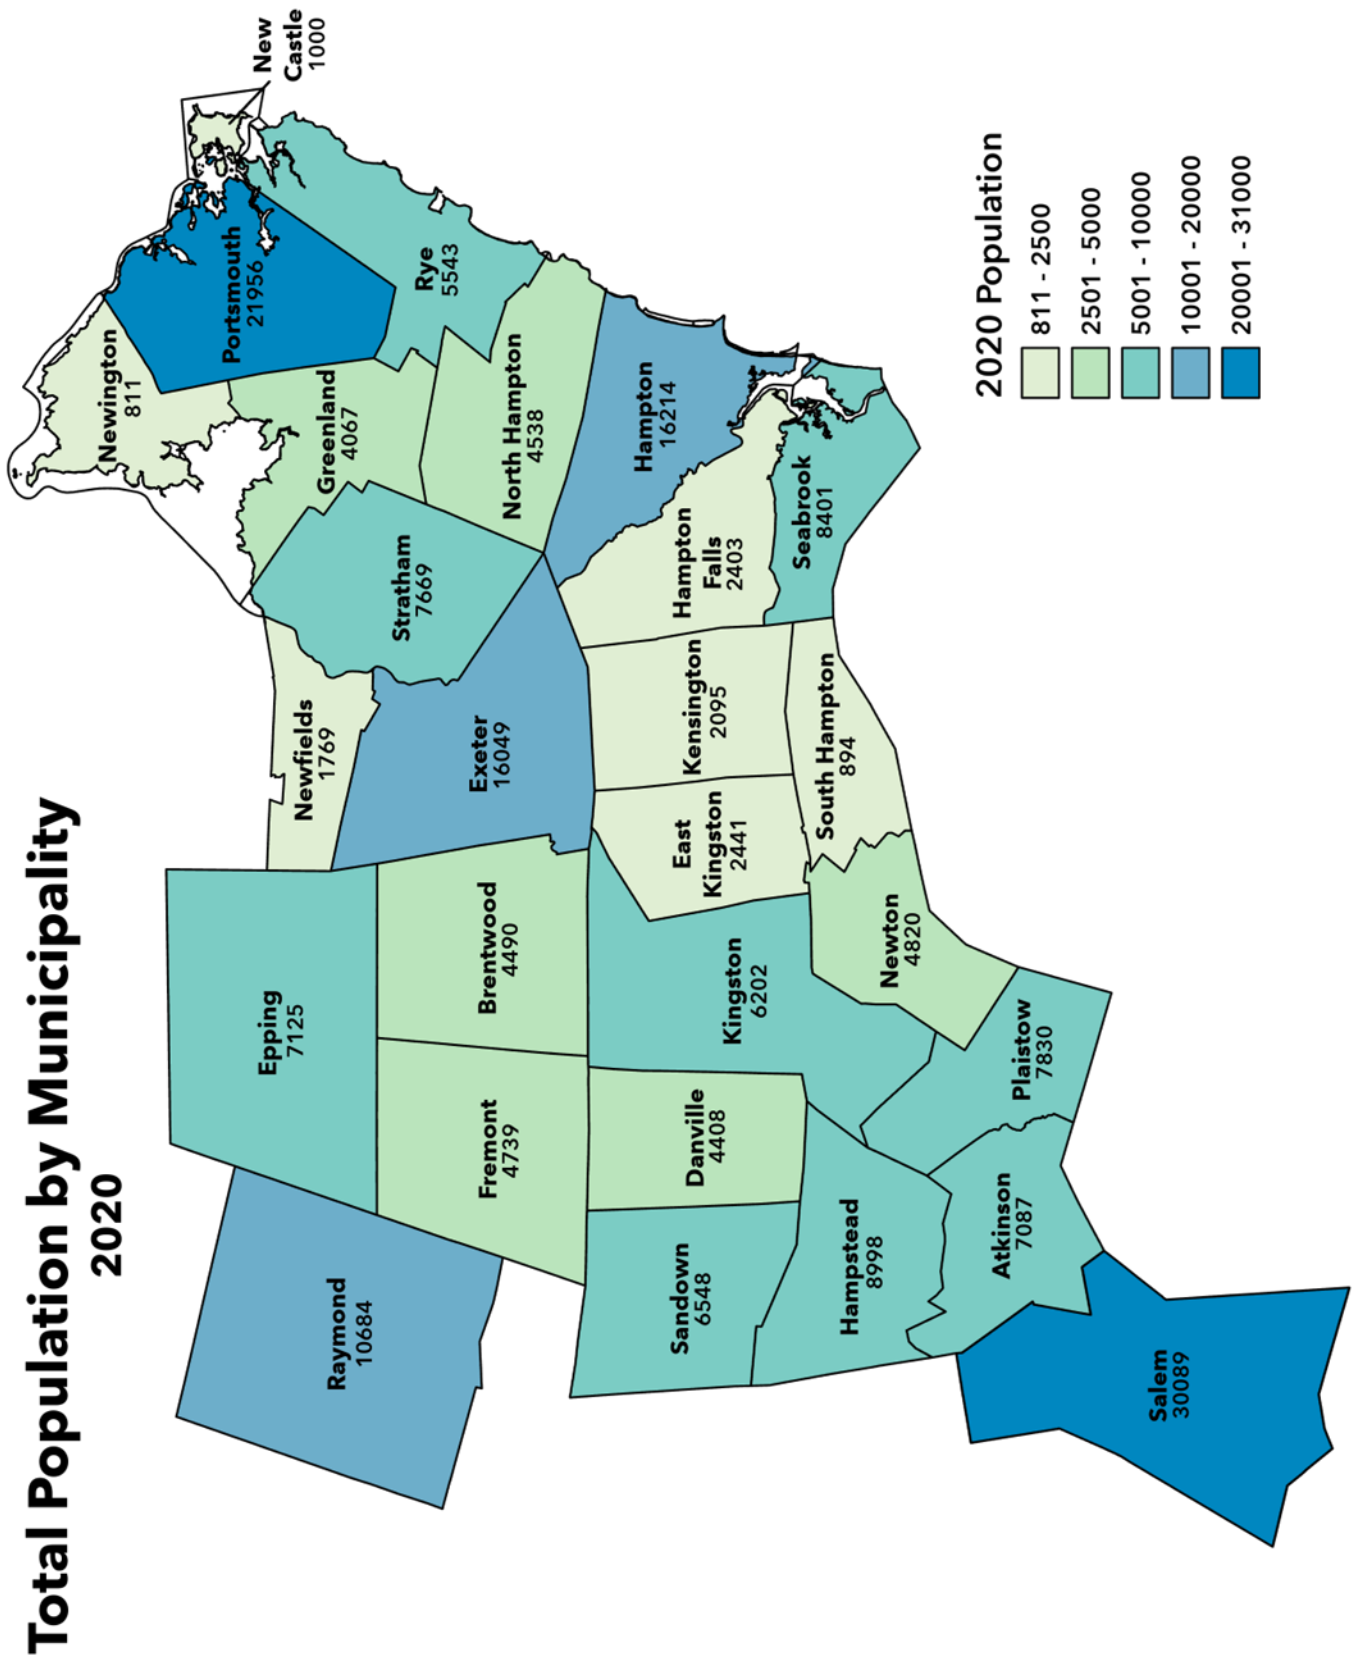 Total Population by Municipality
2020
New
Castle
1000
Portsmouth
21956
Newington
811
Rye
5543
Greenland
4067
North Hampton
4538
Hampton
16214
Stratham
7669
Hampton
Falls
2403
Seabrook
8401
Newfields
1769
Exeter
16049
Kensington
2095
South Hampton
894
East
Kingston
2441
Epping
7125
Brentwood
4490
Kingston
6202
Newton
4820
Plaistow
7830
Fremont
4739
Danville
4408
Raymond
10684
Sandown
6548
Hampstead
8998
Atkinson
7087
Salem
30089
2020 Population
811 - 2500
2501 - 5000
5001 - 10000
10001 - 20000
20001 - 31000